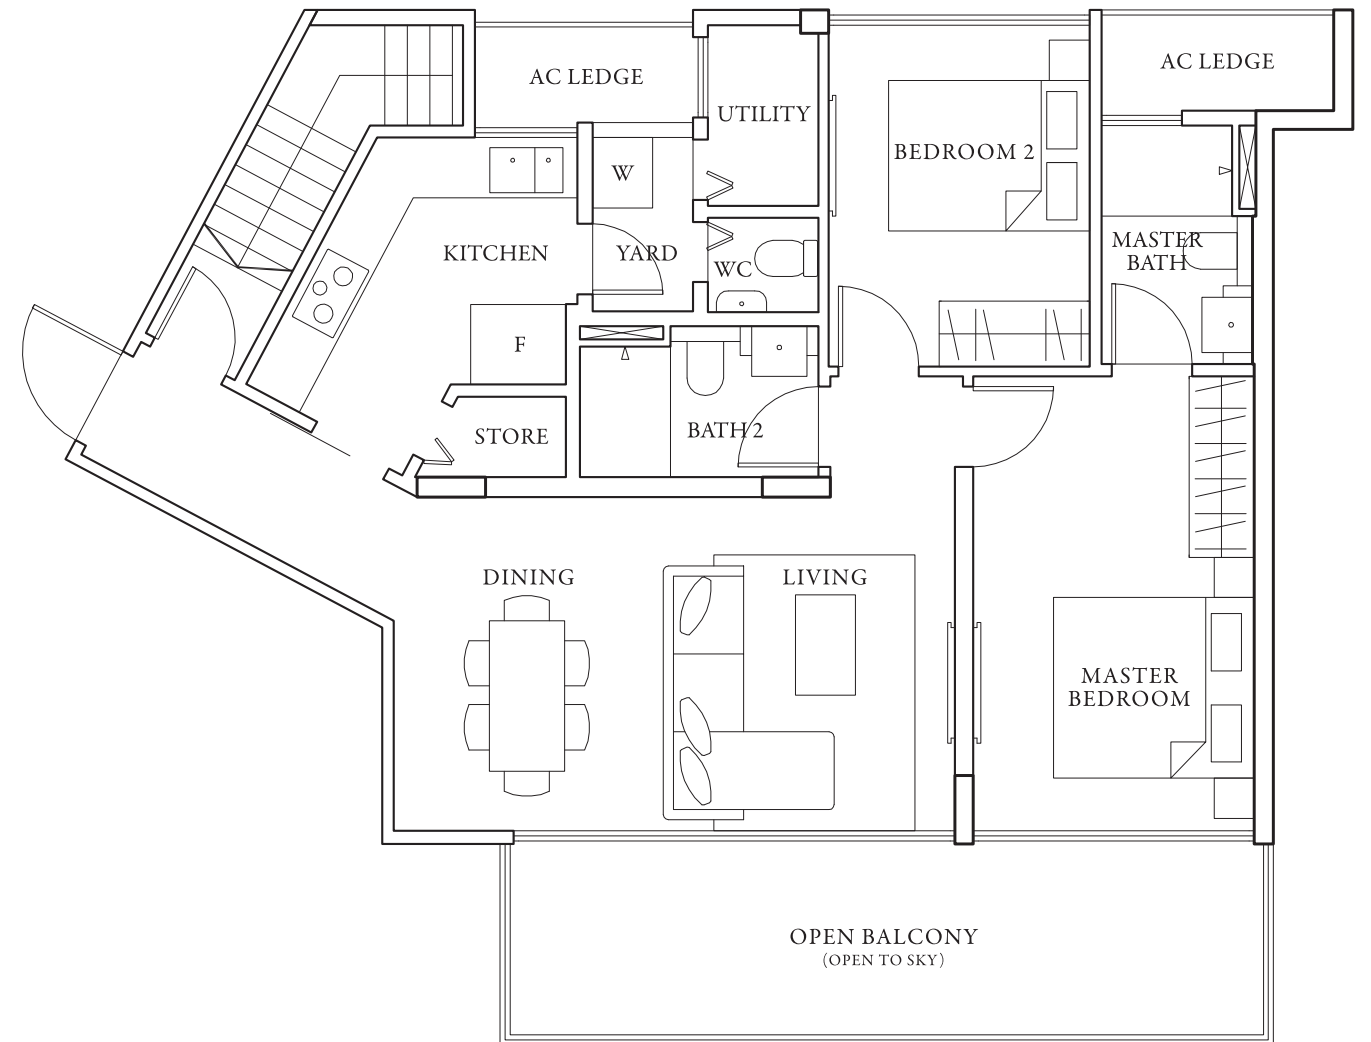 AC LEDGE
AC LEDGE
UTILITY
BEDROOM 2
W
KITCHEN
YARD
WC
MASTER
BATH
F
STORE
BATH 2
DINING
LIVING
MASTER
BEDROOM
OPEN BALCONY
(OPEN TO SKY)